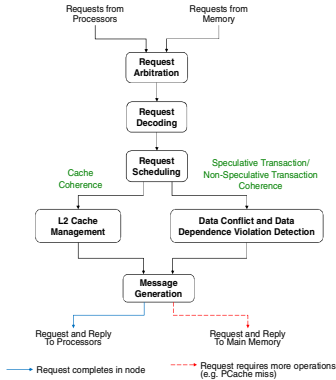 Requests from
Processors
Requests from
Memory
Request
Arbitration
Request
Decoding
Request
Scheduling
Cache
Coherence
Speculative Transaction/
Non-Speculative Transaction
Coherence
L2 Cache
Management
Data Conflict and Data
Dependence Violation Detection
Message
Generation
Request and Reply
To Processors
Request and Reply
To Main Memory
Request completes in node
Request requires more operations
(e.g. PCache miss)